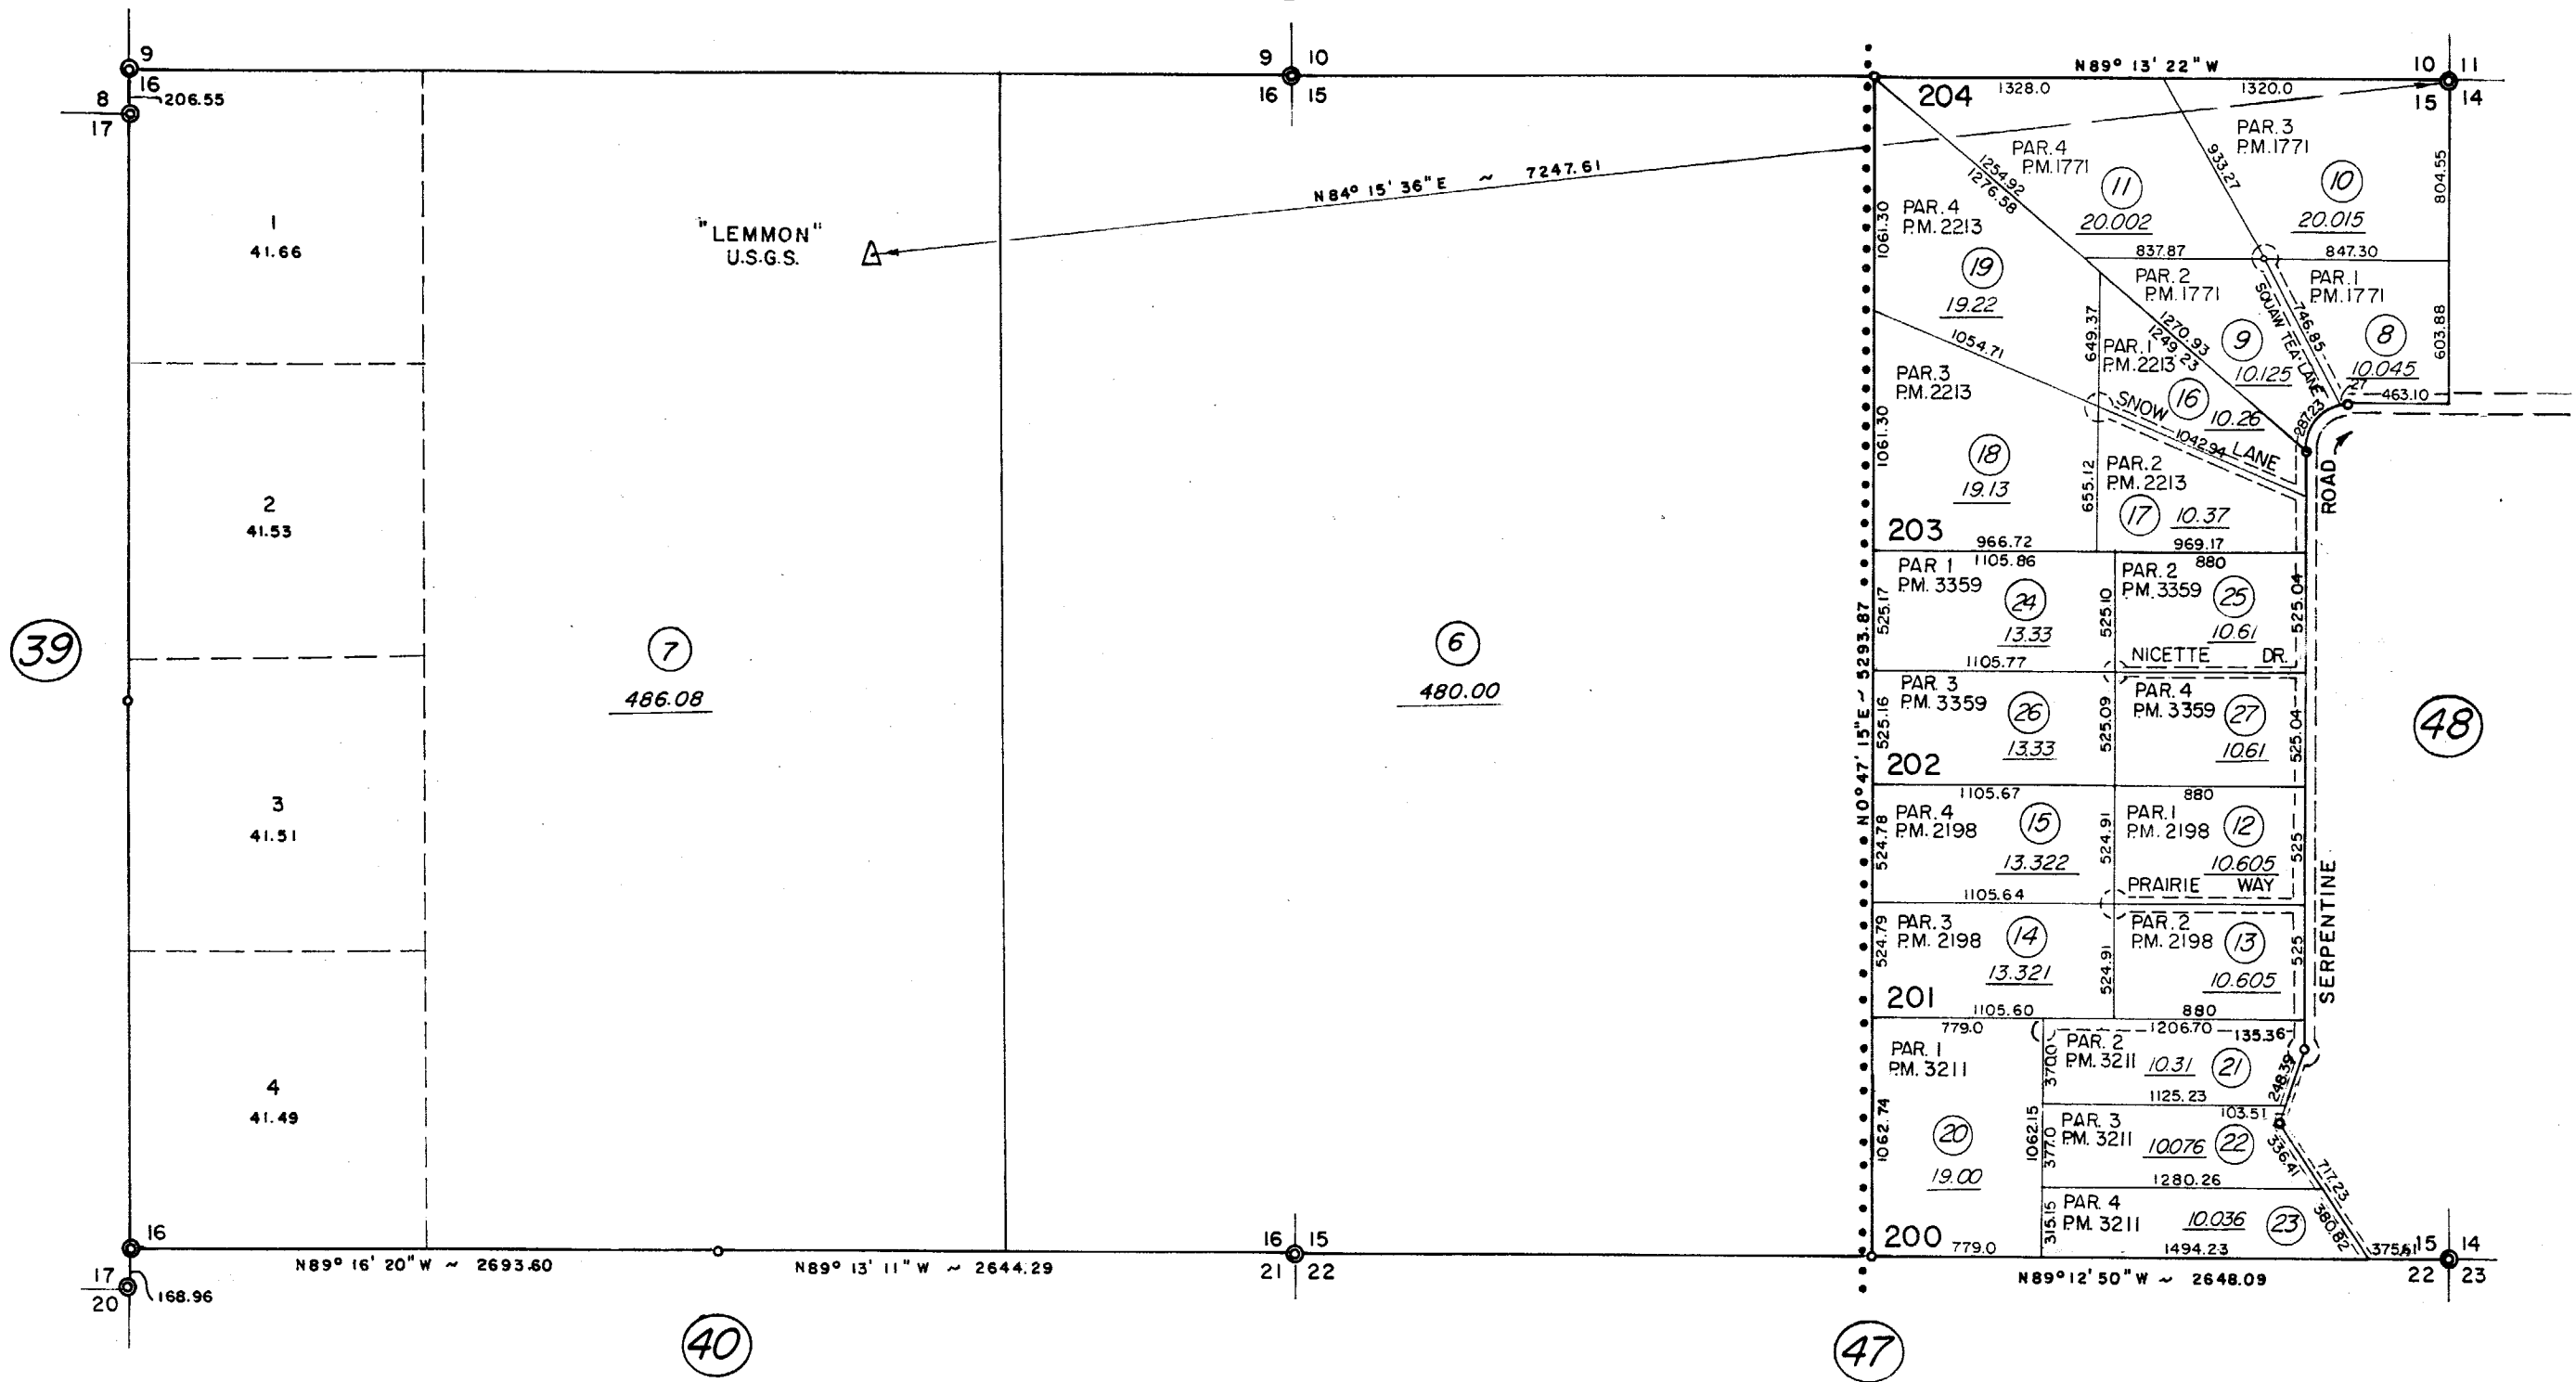 9
16
206.55
8
17
9 10
16 15
N89° 13' 22" W
10 11
15 14
204
1328.0
1320.0
N84° 15' 36" E ~ 7247.61
"LEMMON"
U.S.G.S.
1
41.66
2
41.53
3
41.51
4
41.49
39
7
486.08
6
480.00
N0° 47' 15" E ~ 5293.87
PAR. 3
P.M. 1771
933.27
10
20.015
804.55
847.30
PAR. 4
P.M. 1771
1254.92
1276.58
11
20.002
837.87
PAR. 4
P.M. 2213
1061.30
19
19.22
PAR. 2
P.M. 1771
SQUAW TEA LANE
746.85
PAR. 1
P.M. 1771
8
10.045
603.88
27
463.10
9
10.125
1270.93
1249.23
649.37
PAR. 1
P.M. 2213
16
10.26
287.23
1054.71
SNOW LANE
1042.94
PAR. 3
P.M. 2213
1061.30
18
19.13
655.12
PAR. 2
P.M. 2213
17
10.37
ROAD
203
966.72
969.17
1105.86
880
PAR 1
P.M. 3359
24
13.33
525.17
525.10
PAR. 2
P.M. 3359
25
10.61
525.04
1105.77
NICETTE DR.
PAR. 3
P.M. 3359
26
13.33
525.16
525.09
PAR. 4
P.M. 3359
27
10.61
525.04
48
202
1105.67
880
PAR. 4
P.M. 2198
15
13.322
524.78
524.91
PAR. 1
P.M. 2198
12
10.605
525
1105.64
PRAIRIE WAY
PAR. 3
P.M. 2198
14
13.321
524.79
524.91
PAR. 2
P.M. 2198
13
10.605
525
SERPENTINE
201
1105.60
880
779.0
1206.70
135.36
PAR. 1
P.M. 3211
370.0
PAR. 2
P.M. 3211
10.31
21
248.39
1125.23
103.51
1062.74
20
19.00
1062.15
377.0
PAR. 3
P.M. 3211
10.076
22
336.41
717.23
1280.26
315.15
PAR. 4
P.M. 3211
10.036
23
380.82
200
779.0
1494.23
375.61
15 14
22 23
16
17
20
168.96
N89° 16' 20" W ~ 2693.60
N89° 13' 11" W ~ 2644.29
16 15
21 22
N89° 12' 50" W ~ 2648.09
40
47